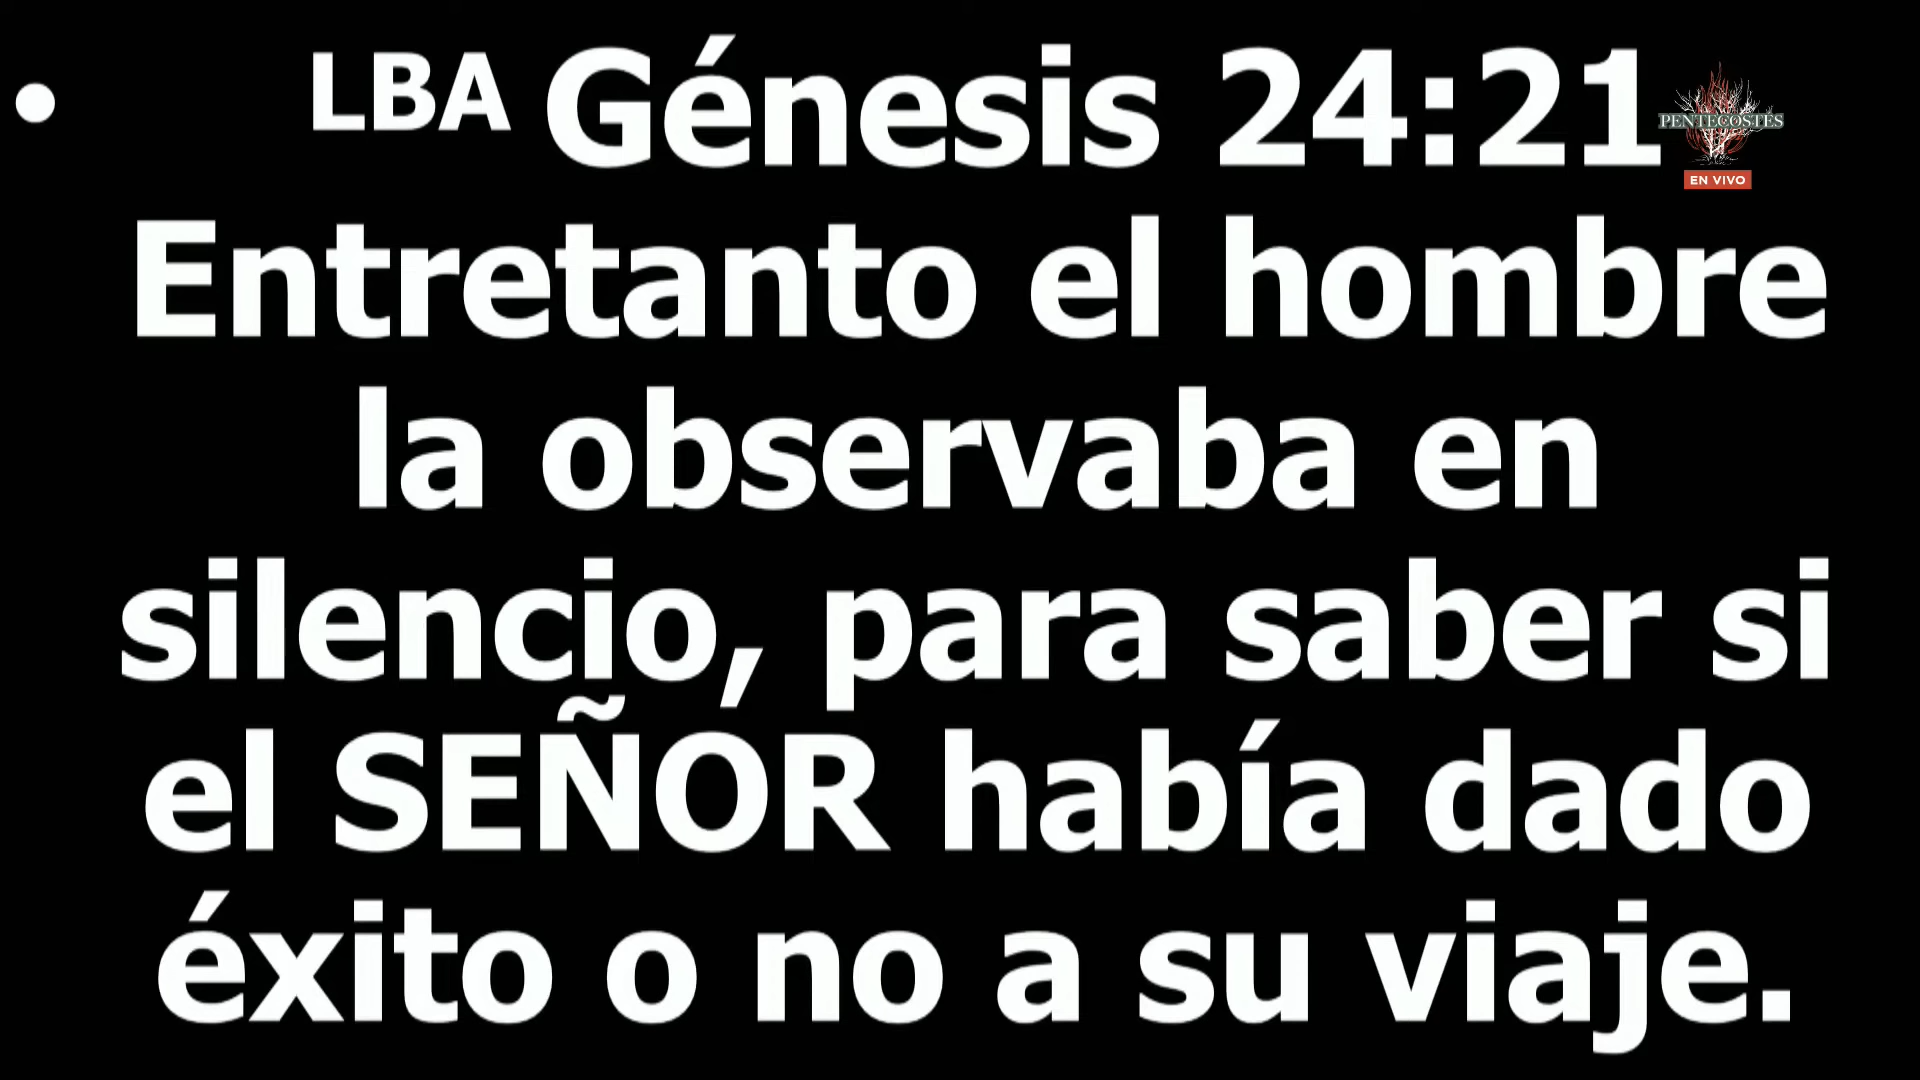 • LBA Génesis 24:21
PENTECOSTÉS
EN VIVO
Entretanto el hombre
la observaba en
silencio, para saber si
el SEÑOR había dado
éxito o no a su viaje.